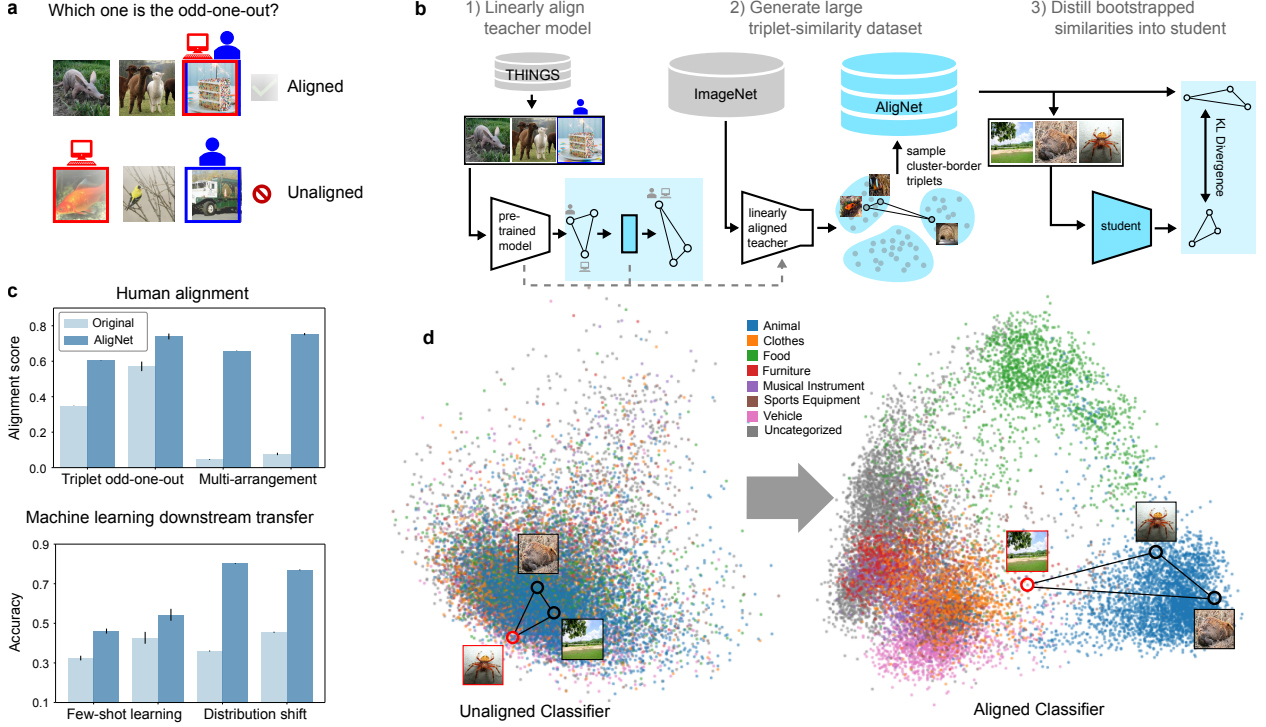 a
Which one is the odd-one-out?
Aligned
Unaligned
b
1) Linearly align
teacher model
2) Generate large
triplet-similarity dataset
3) Distill bootstrapped
similarities into student
THINGS
ImageNet
AligNet
pre-
trained
model
linearly
aligned
teacher
sample
cluster-border
triplets
student
KL Divergence
c
Human alignment
Original
AligNet
Alignment score
0.8
0.6
0.4
0.2
0.0
Triplet odd-one-out
Multi-arrangement
Machine learning downstream transfer
Accuracy
0.9
0.7
0.5
0.3
0.1
Few-shot learning
Distribution shift
d
Animal
Clothes
Food
Furniture
Musical Instrument
Sports Equipment
Vehicle
Uncategorized
Unaligned Classifier
Aligned Classifier